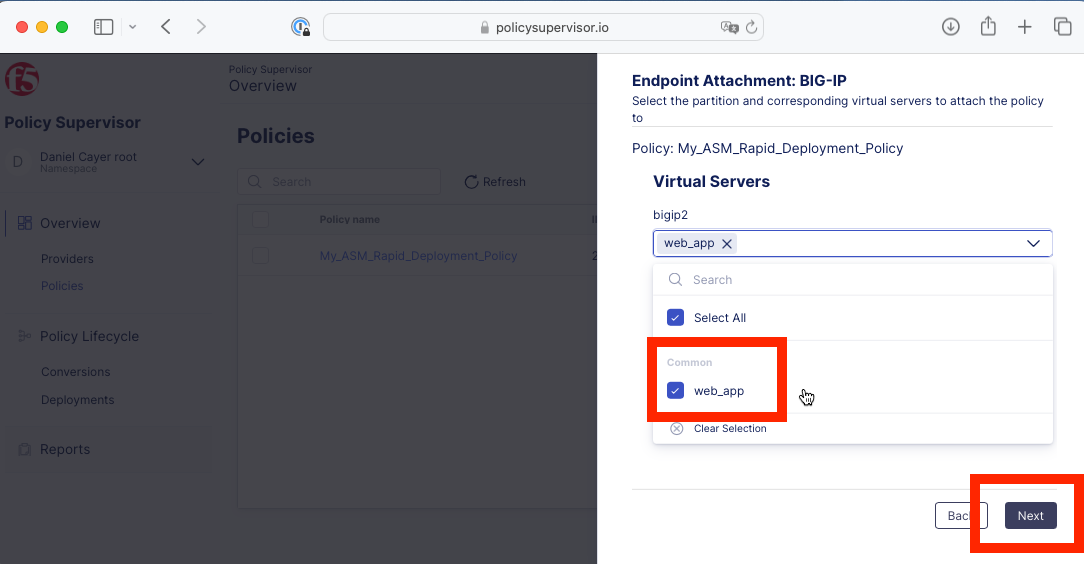 policysupervisor.io
f5
Policy Supervisor
D
Daniel Cayer root
Namespace
Overview
Providers
Policies
Policy Lifecycle
Conversions
Deployments
Reports
Policy Supervisor
Overview
Policies
Search
Refresh
Policy name
My_ASM_Rapid_Deployment_Policy
2
Endpoint Attachment: BIG-IP
Select the partition and corresponding virtual servers to attach the policy
to
Policy: My_ASM_Rapid_Deployment_Policy
Virtual Servers
bigip2
web_app
Search
Select All
Common
web_app
Clear Selection
Bac
Next